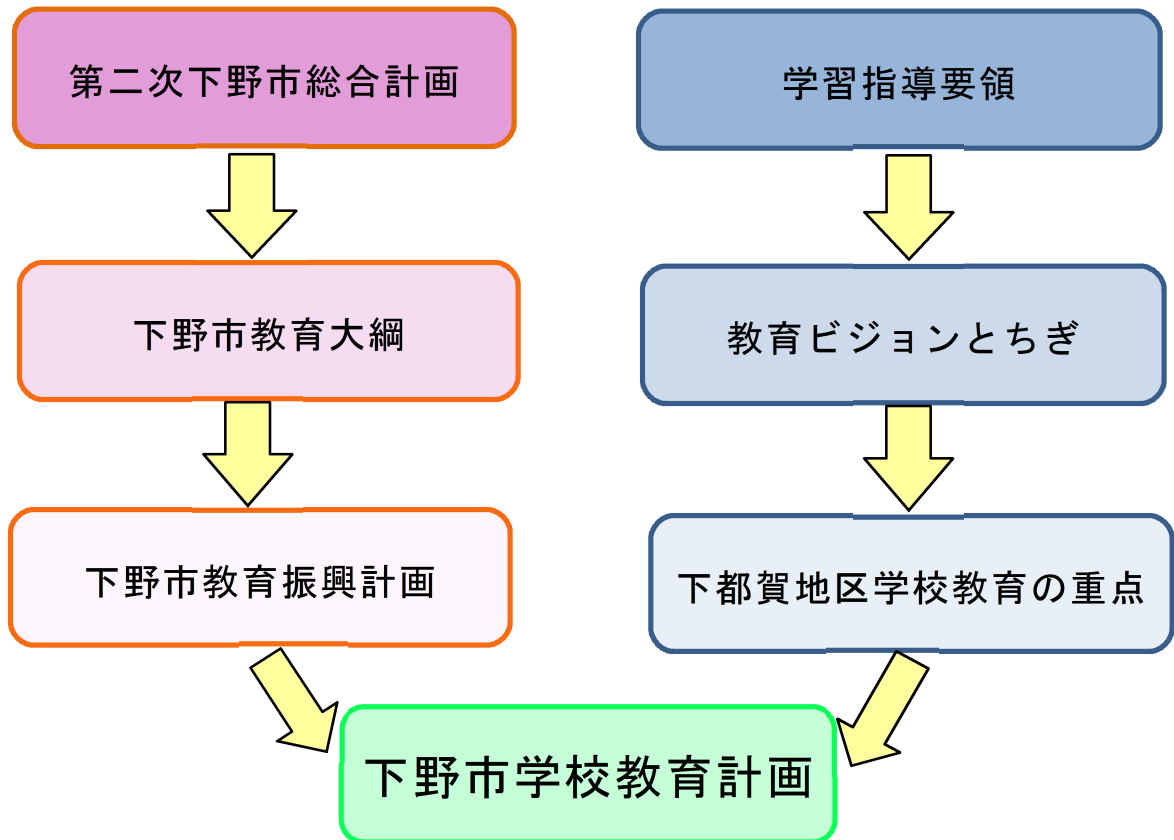 第二次下野市総合計画
学習指導要領
下野市教育大綱
教育ビジョンとちぎ
下野市教育振興計画
下都賀地区学校教育の重点
下野市学校教育計画